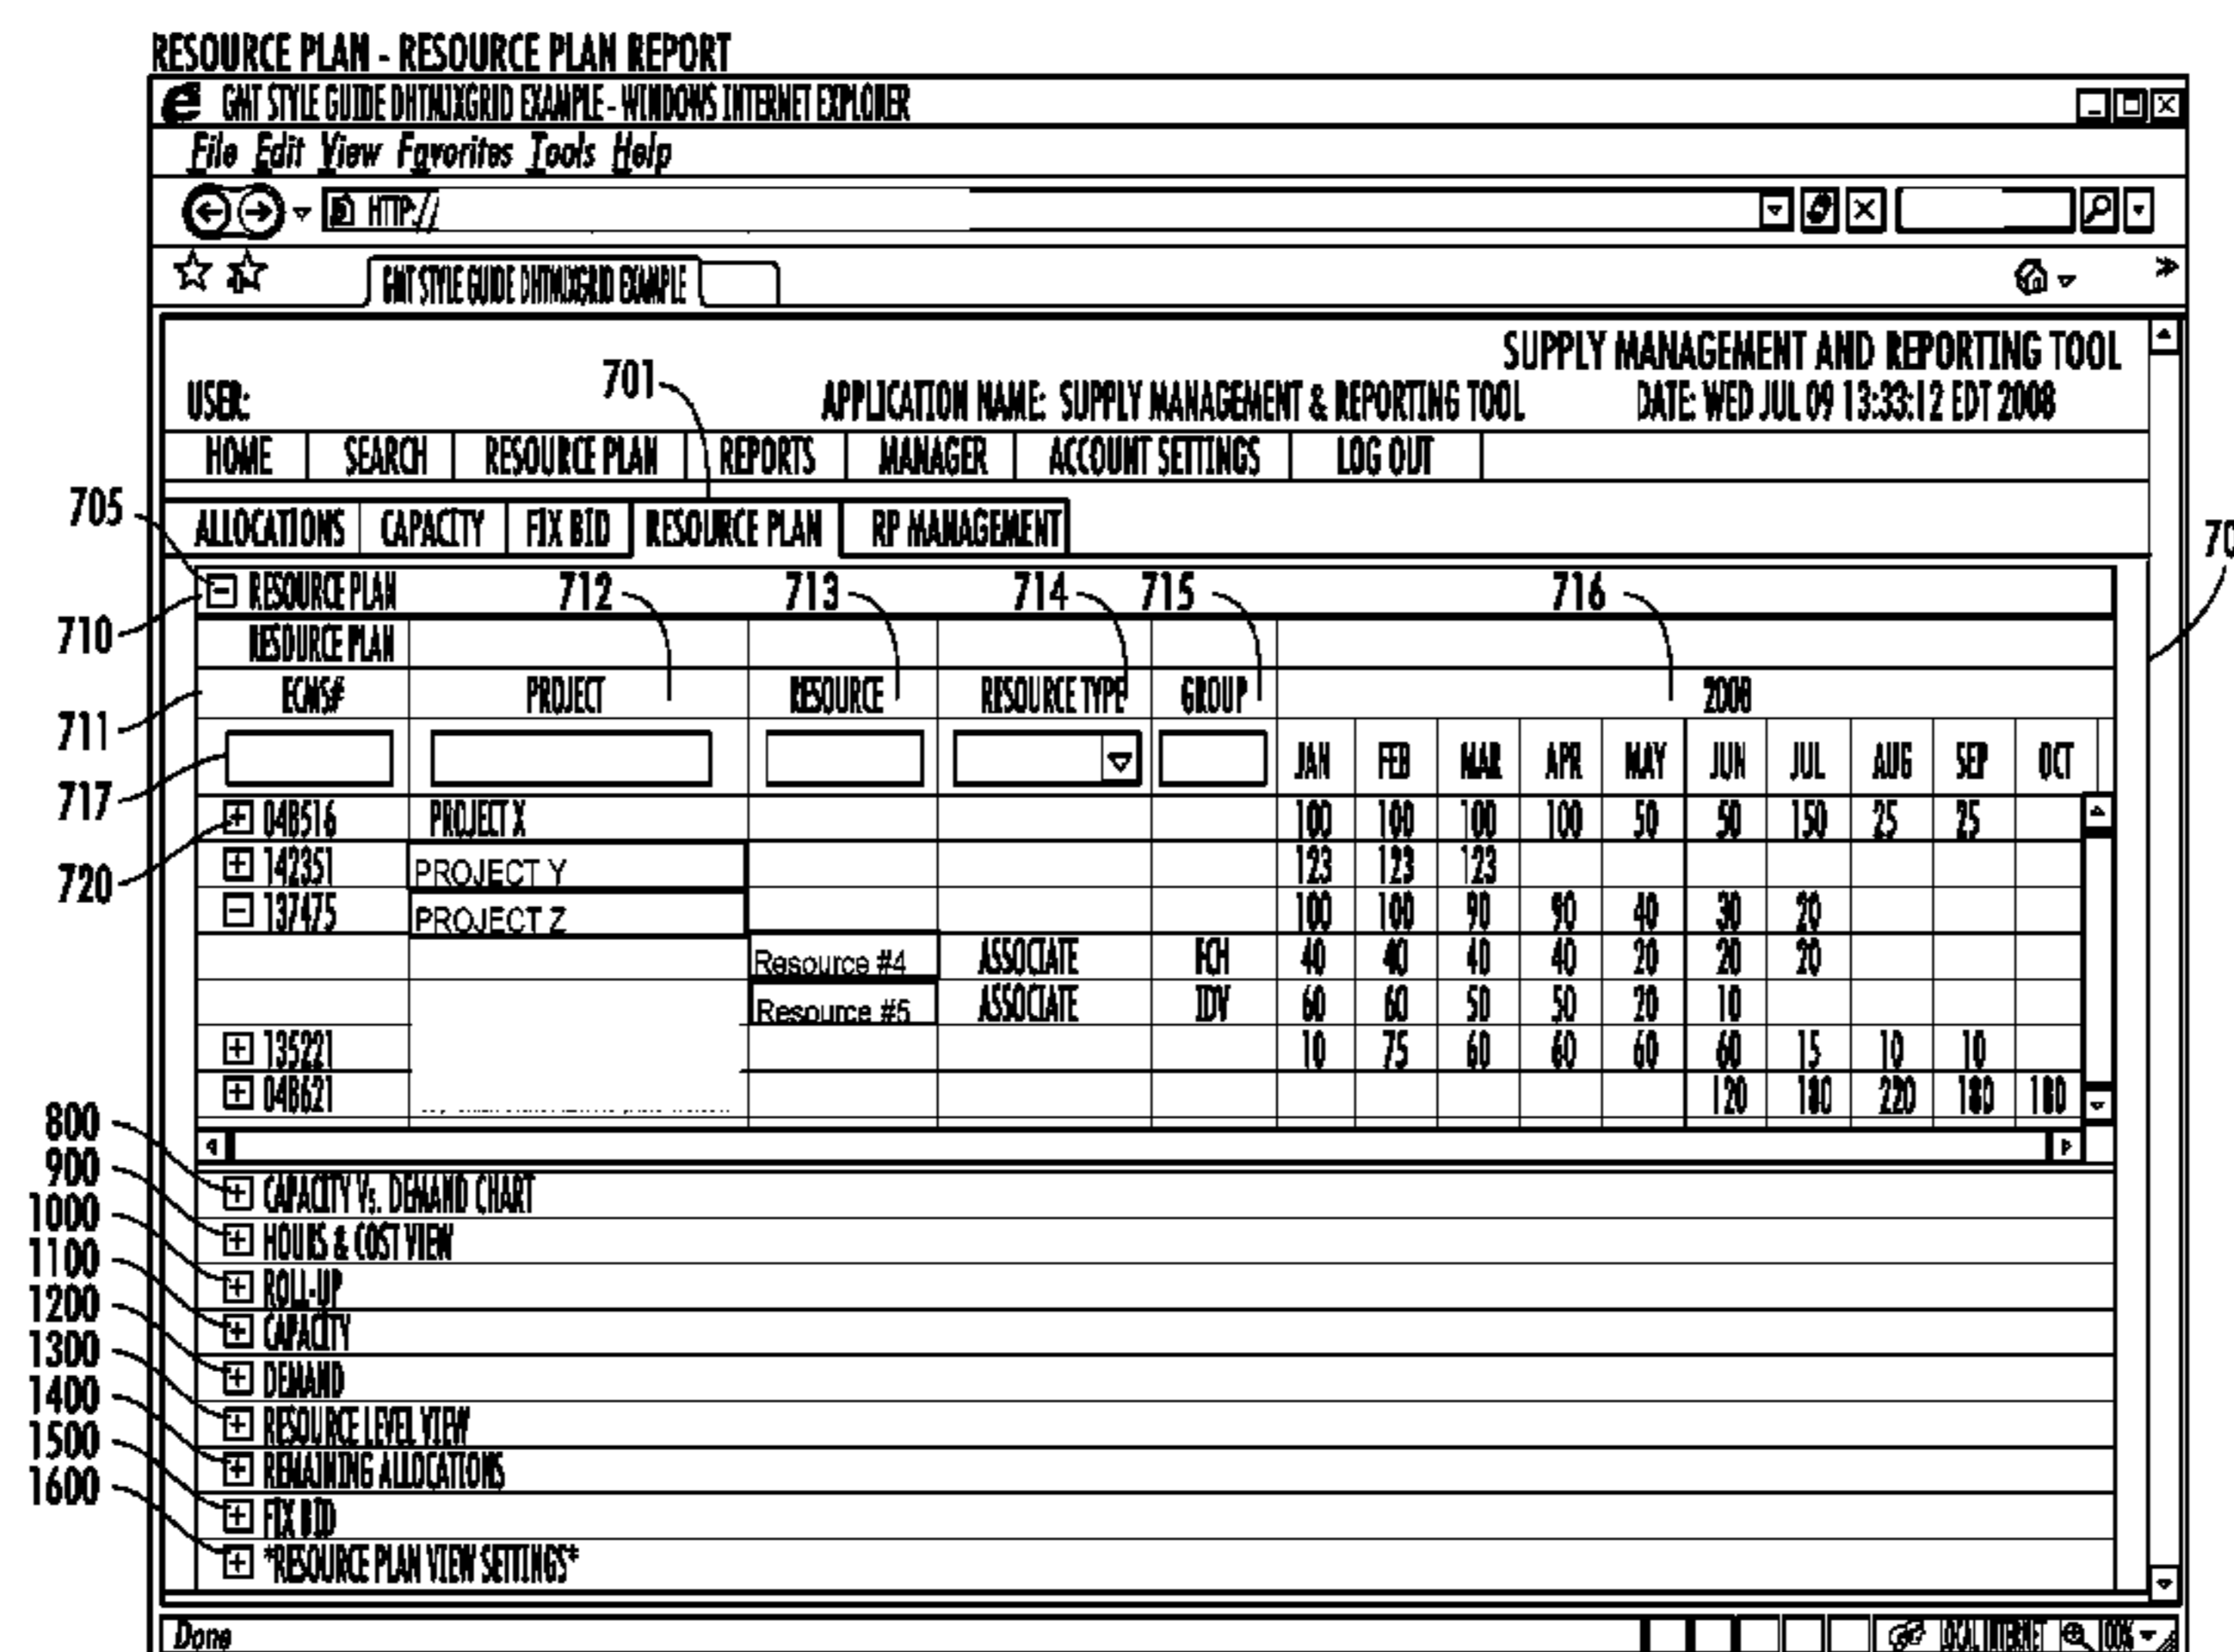 RESOURCE PLAN - RESOURCE PLAN REPORT
GMT STYLE GUIDE DHTMLXGRID EXAMPLE - WINDOWS INTERNET EXPLORER
File Edit View Favorites Tools Help
HTTP://
GMT STYLE GUIDE DHTMLXGRID EXAMPLE
SUPPLY MANAGEMENT AND REPORTING TOOL
701
USER: APPLICATION NAME: SUPPLY MANAGEMENT & REPORTING TOOL DATE: WED JUL 09 13:33:12 EDT 2008
HOME SEARCH RESOURCE PLAN REPORTS MANAGER ACCOUNT SETTINGS LOG OUT
705 ALLOCATIONS CAPACITY FIX BID RESOURCE PLAN RP MANAGEMENT
70
RESOURCE PLAN 712 713 714 715 716
710 RESOURCE PLAN
ECMS# PROJECT RESOURCE RESOURCE TYPE GROUP 2008
711
JAN FEB MAR APR MAY JUN JUL AUG SEP OCT
717
04B516 PROJECT X 100 100 100 100 50 50 150 25 25
142351 PROJECT Y 123 123 123
720
137475 PROJECT Z 100 100 90 90 40 30 20
Resource #4 ASSOCIATE FCH 40 40 40 40 20 20 20
Resource #5 ASSOCIATE IDV 60 60 50 50 20 10
135221 10 75 60 60 60 60 15 10 10
04B621 120 180 220 180 180
800
900 CAPACITY Vs. DEMAND CHART
1000 HOURS & COST VIEW
1100 ROLL-UP
1200 CAPACITY
1300 DEMAND
1400 RESOURCE LEVEL VIEW
1500 REMAINING ALLOCATIONS
1600 FIX BID
*RESOURCE PLAN VIEW SETTINGS*
Done LOCAL INTERNET 100%